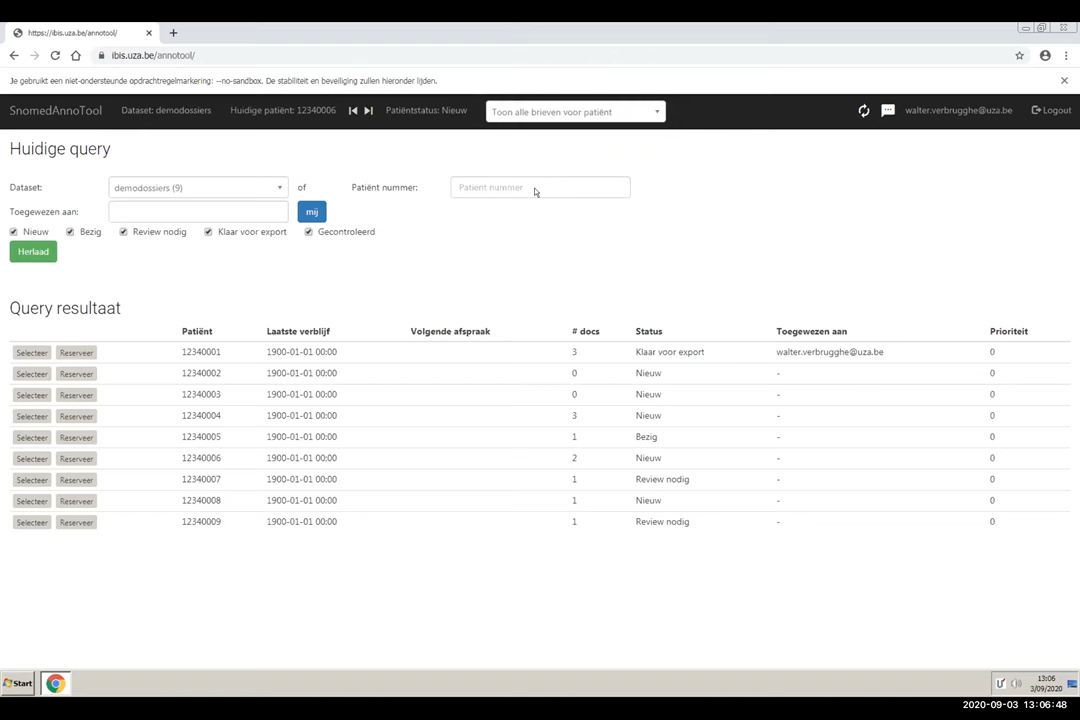 https://ibis.uza.be/annotool/
ibis.uza.be/annotool/
Je gebruikt een niet-ondersteunde opdrachtregelmarkering: --no-sandbox. De stabiliteit en beveiliging zullen hieronder lijden.
SnomedAnnoTool Dataset: demodossiers Huidige patiënt: 12340006 Patiëntstatus: Nieuw Toon alle brieven voor patiënt walter.verbrugghe@uza.be Logout
Huidige query
Dataset: demodossiers (9) of Patiënt nummer: Patient nummer
Toegewezen aan: mij
Nieuw Bezig Review nodig Klaar voor export Gecontroleerd
Herlaad
Query resultaat
Patiënt Laatste verblijf Volgende afspraak # docs Status Toegewezen aan Prioriteit
Selecteer Reserveer 12340001 1900-01-01 00:00 3 Klaar voor export walter.verbrugghe@uza.be 0
Selecteer Reserveer 12340002 1900-01-01 00:00 0 Nieuw - 0
Selecteer Reserveer 12340003 1900-01-01 00:00 0 Nieuw - 0
Selecteer Reserveer 12340004 1900-01-01 00:00 3 Nieuw - 0
Selecteer Reserveer 12340005 1900-01-01 00:00 1 Bezig - 0
Selecteer Reserveer 12340006 1900-01-01 00:00 2 Nieuw - 0
Selecteer Reserveer 12340007 1900-01-01 00:00 1 Review nodig - 0
Selecteer Reserveer 12340008 1900-01-01 00:00 1 Nieuw - 0
Selecteer Reserveer 12340009 1900-01-01 00:00 1 Review nodig - 0
Start 13:06
3/09/2020
2020-09-03 13:06:48